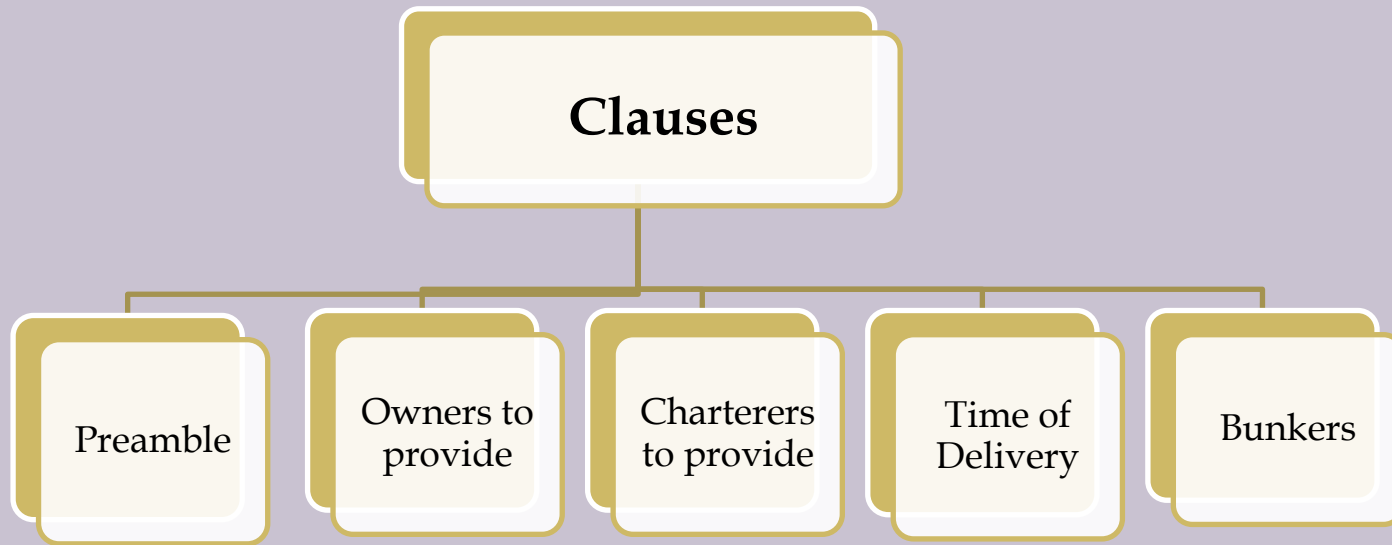 Clauses
Preamble
Owners to
provide
Charterers
to provide
Time of
Delivery
Bunkers